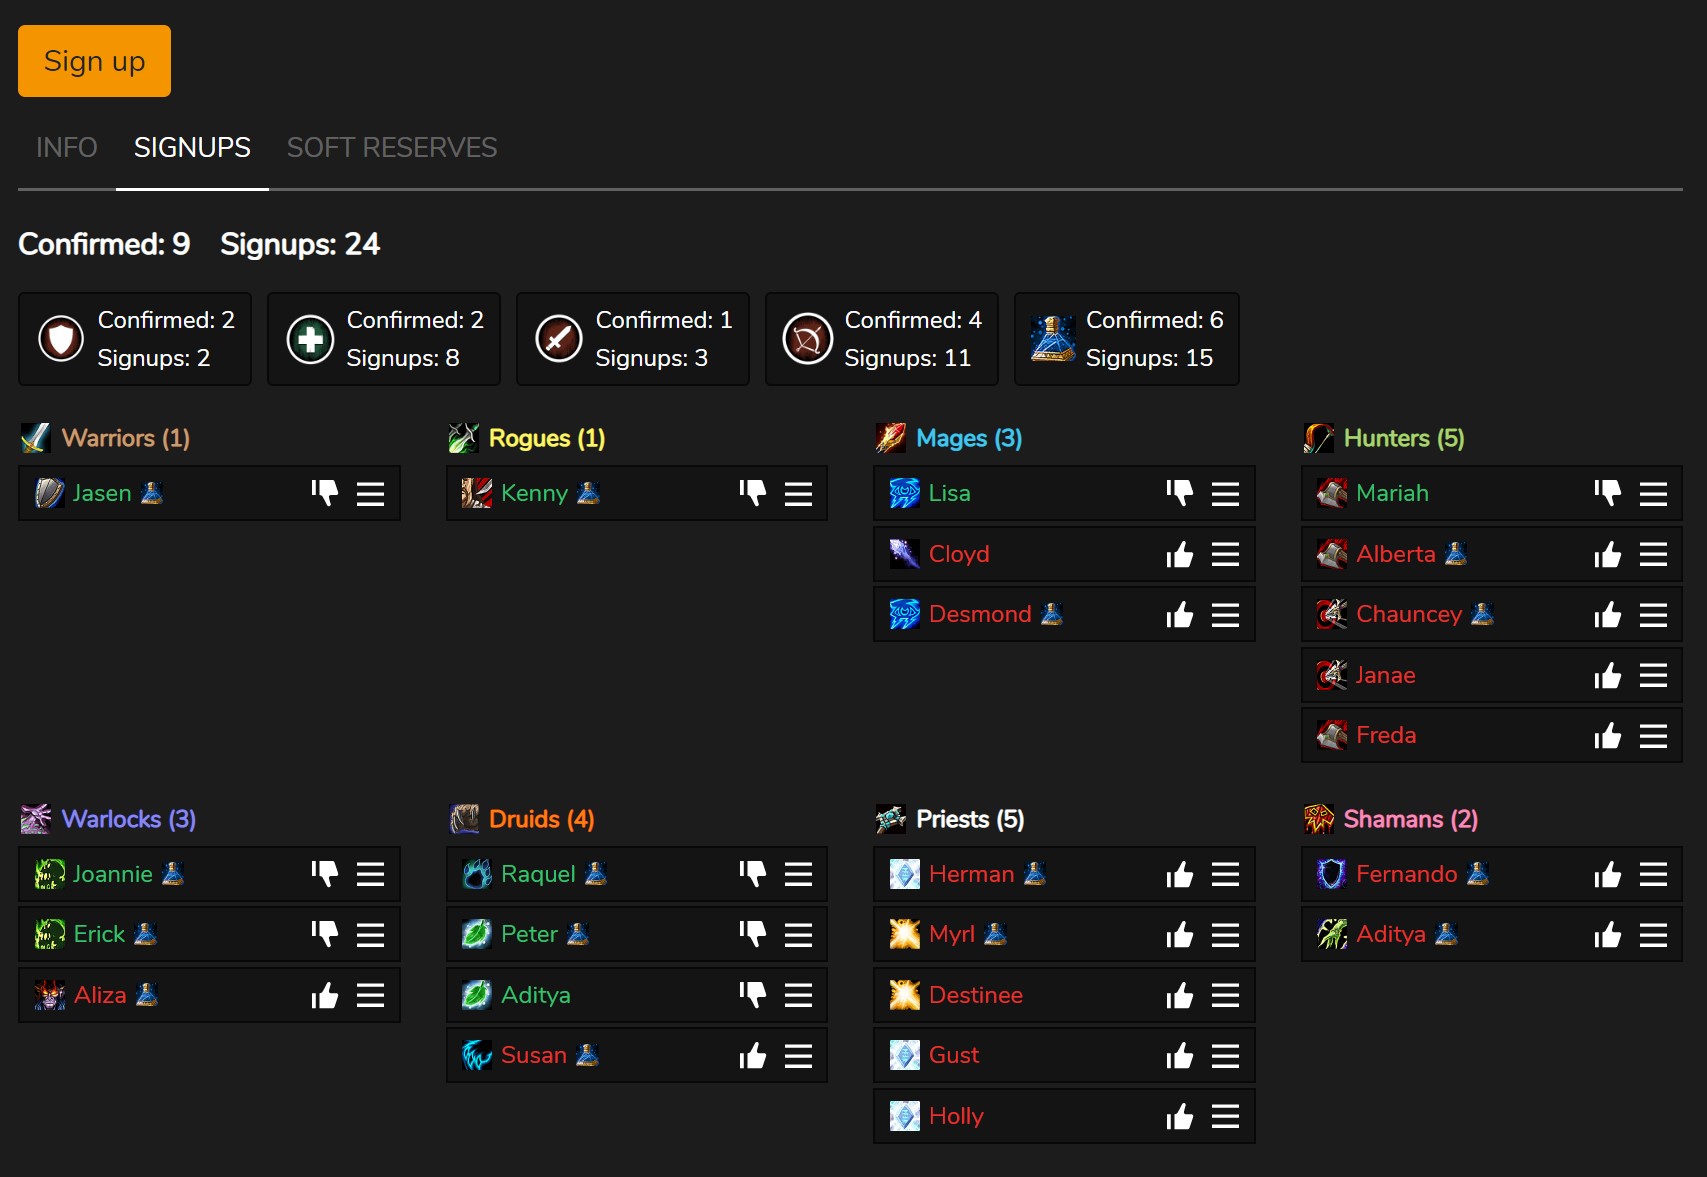 Sign up
INFO SIGNUPS SOFT RESERVES
Confirmed: 9 Signups: 24
Confirmed: 2
Signups: 2
Confirmed: 2
Signups: 8
Confirmed: 1
Signups: 3
Confirmed: 4
Signups: 11
Confirmed: 6
Signups: 15
Warriors (1)
Jasen
Rogues (1)
Kenny
Mages (3)
Lisa
Cloyd
Desmond
Hunters (5)
Mariah
Alberta
Chauncey
Janae
Freda
Warlocks (3)
Joannie
Erick
Aliza
Druids (4)
Raquel
Peter
Aditya
Susan
Priests (5)
Herman
Myrl
Destinee
Gust
Holly
Shamans (2)
Fernando
Aditya